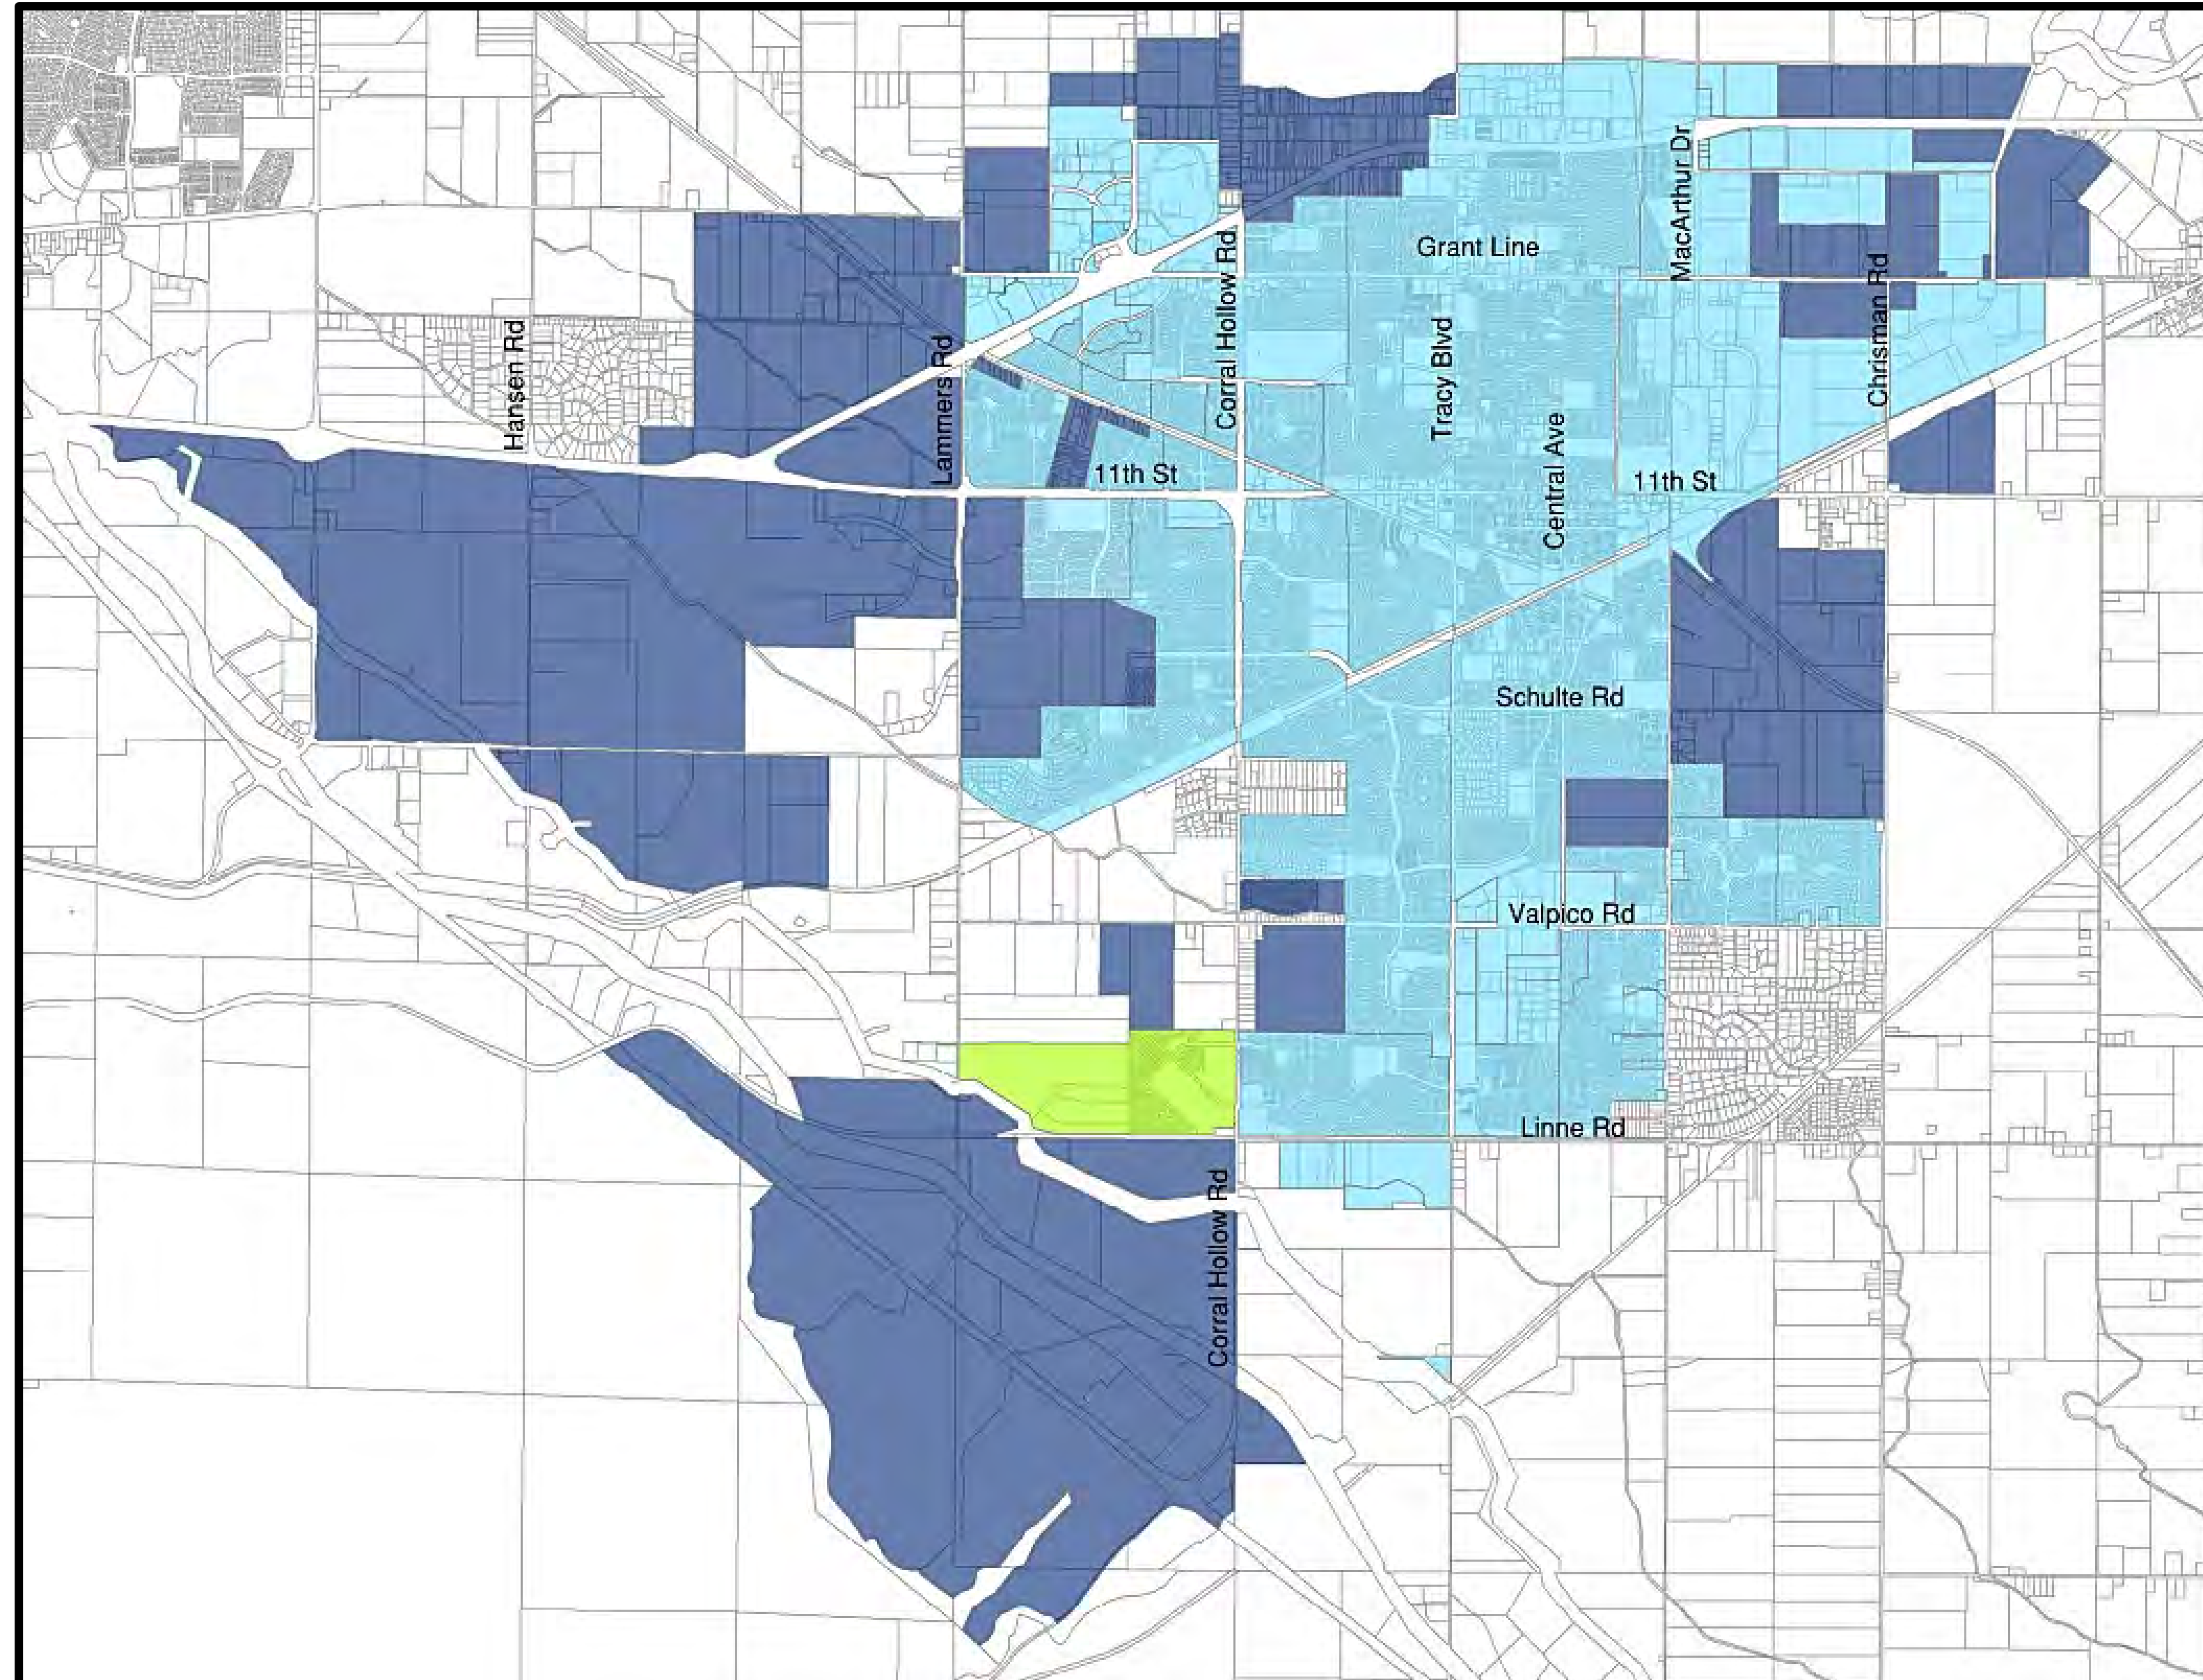 MacArthur Dr
Grant Line
Corral Hollow Rd
Chrisman Rd
Hansen Rd
Lammers Rd
Tracy Blvd
Central Ave
11th St
11th St
Schulte Rd
Valpico Rd
Linne Rd
Corral Hollow Rd